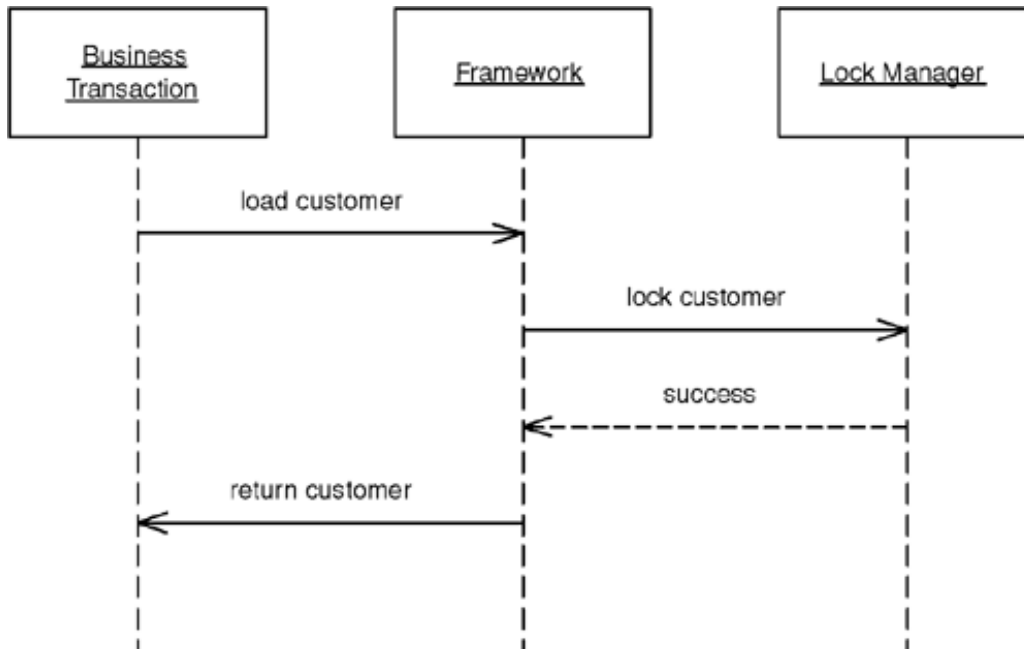 Business
Transaction
Framework
Lock Manager
load customer
lock customer
success
return customer